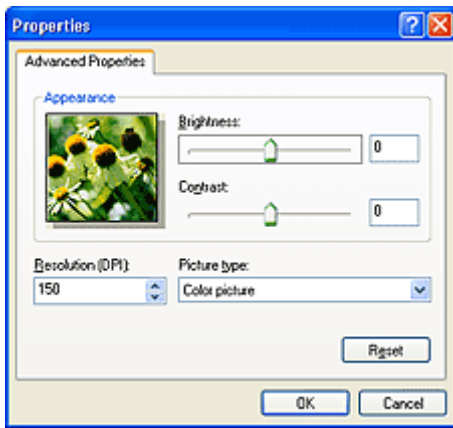 Properties
Advanced Properties
Appearance
Brightness:
0
Contrast:
0
Resolution (DPI):
Picture type:
150
Color picture
Reset
OK
Cancel